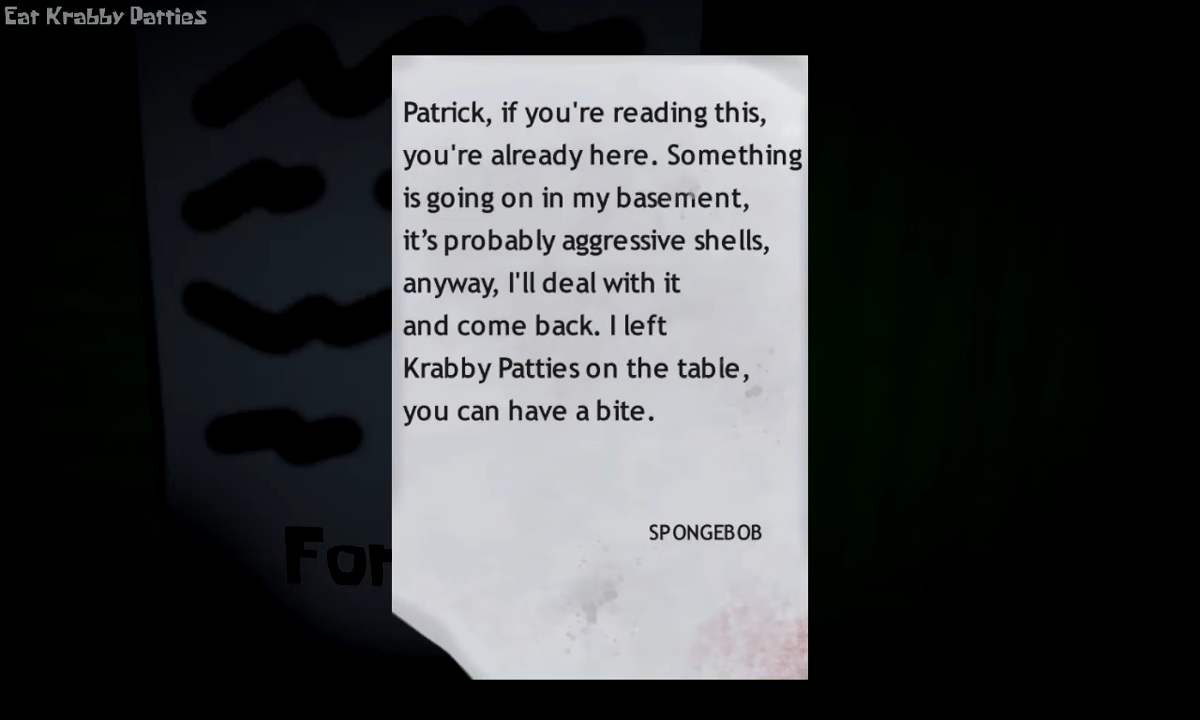 Eat Krabby Patties
Patrick, if you're reading this,
you're already here. Something
is going on in my basement,
it’s probably aggressive shells,
anyway, I'll deal with it
and come back. I left
Krabby Patties on the table,
you can have a bite.
SPONGEBOB